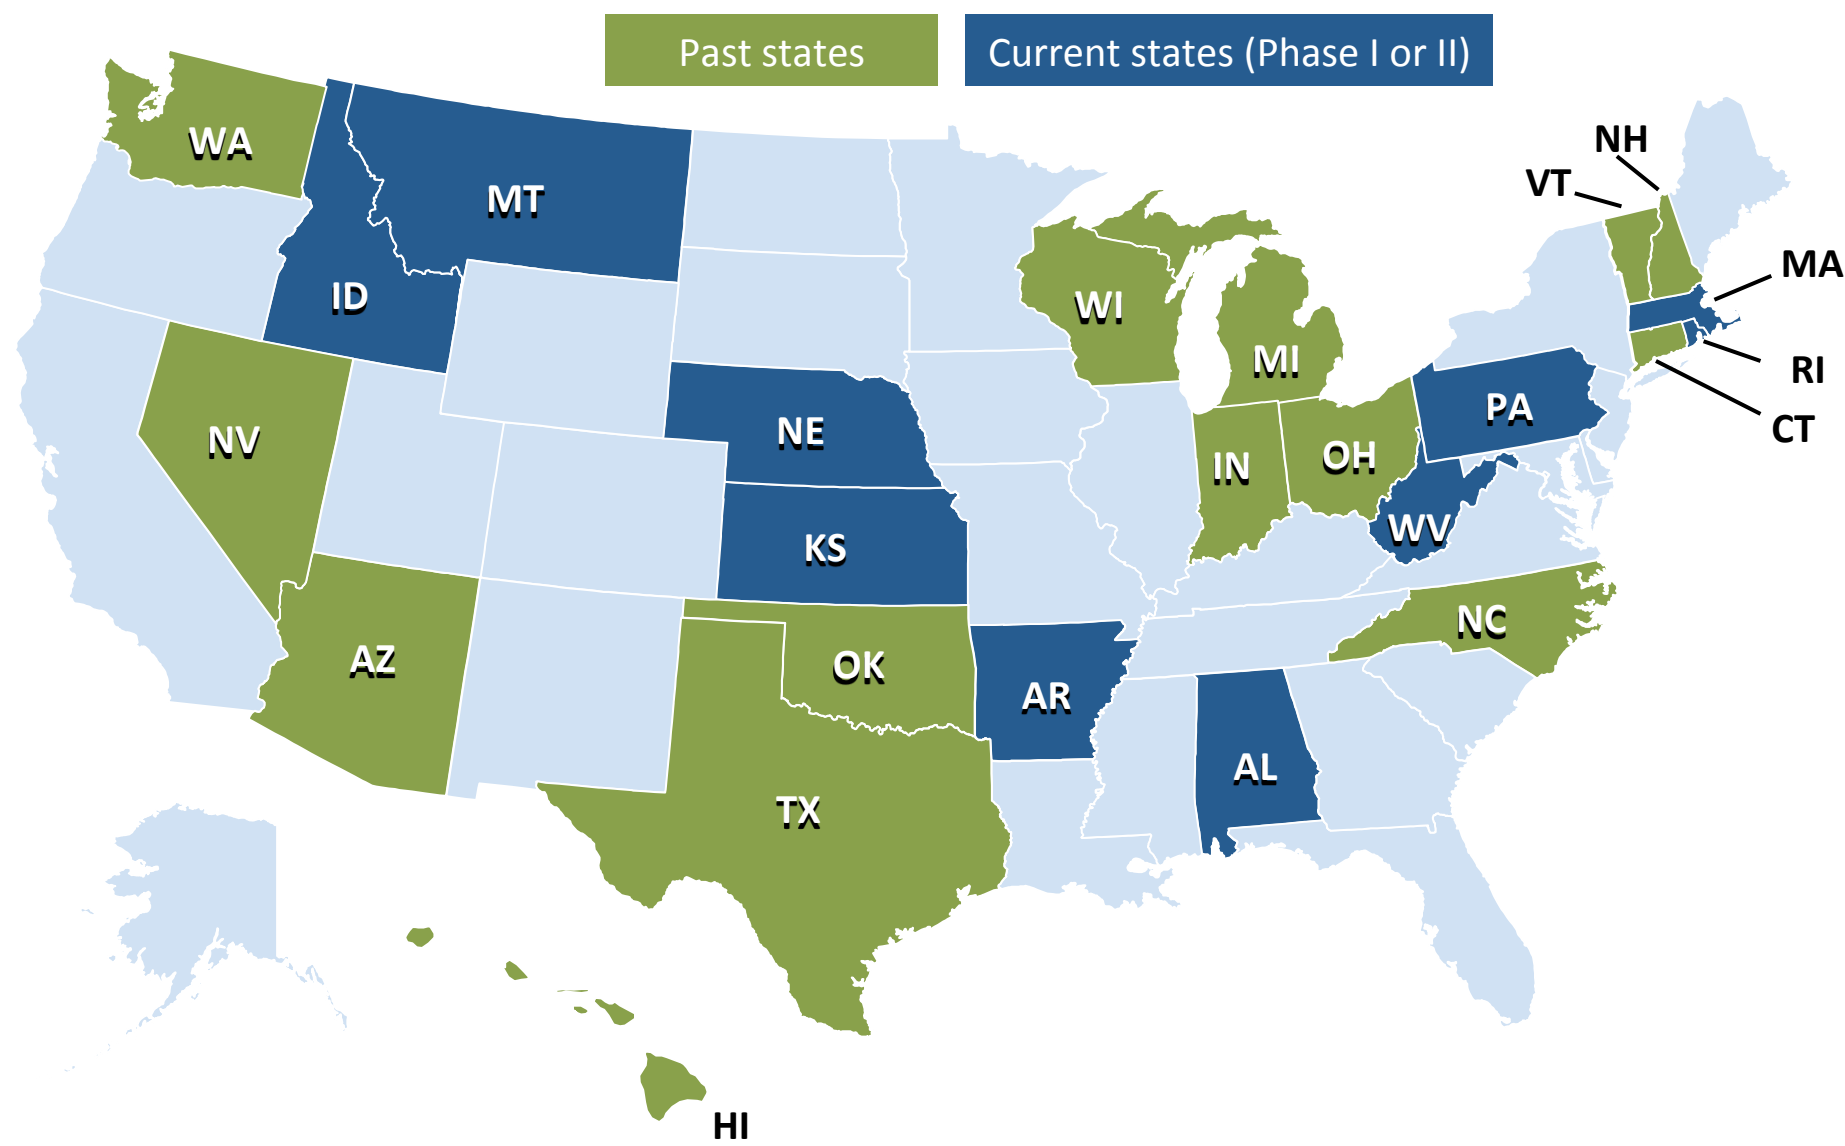 Past states
Current states (Phase I or II)
WA
MT
ID
NH
VT
MA
WI
MI
RI
NE
PA
CT
NV
IN
OH
KS
WV
NC
AZ
OK
AR
AL
TX
HI